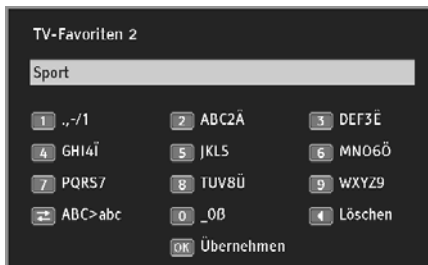 TV-Favoriten 2
Sport
1 .,-/1 2 ABC2Ä 3 DEF3Ë
4 GHI4Ï 5 JKL5 6 MNO6Ö
7 PQRS7 8 TUV8Ü 9 WXYZ9
ABC>abc 0 _0ß Löschen
OK Übernehmen